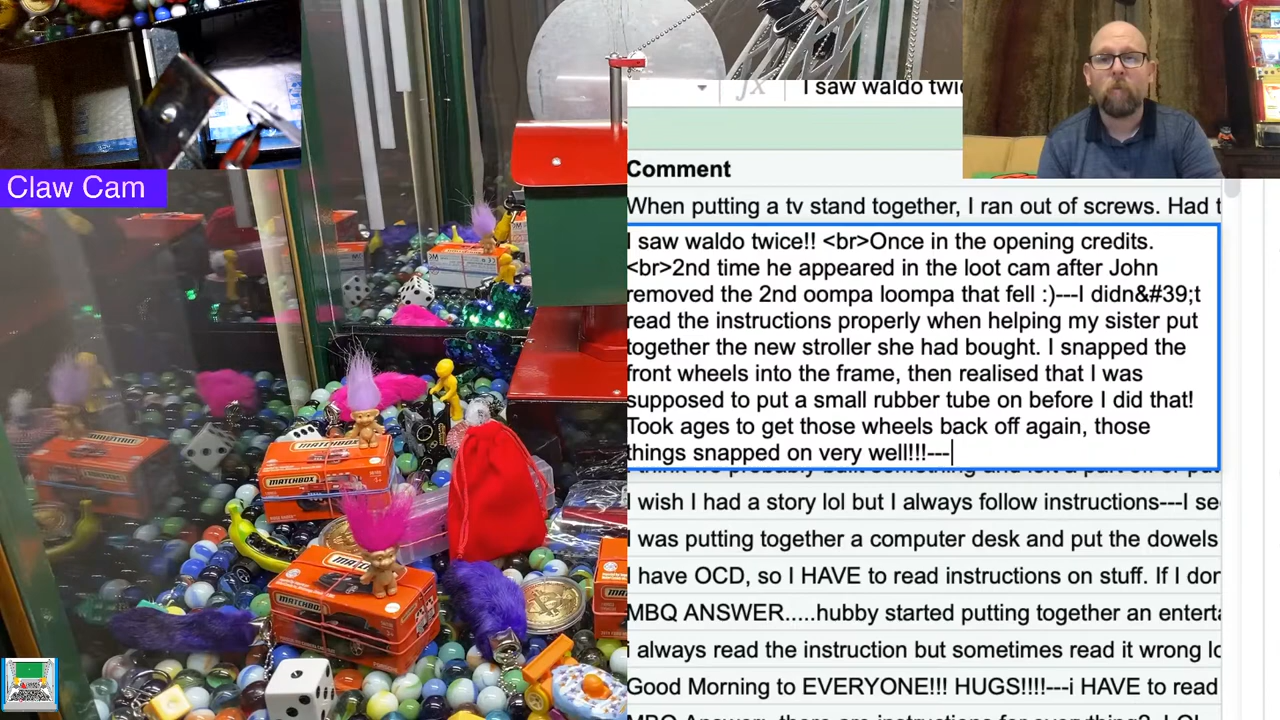 Claw Cam
I saw waldo twic
Comment
When putting a tv stand together, I ran out of screws. Had t
I saw waldo twice!! <br>Once in the opening credits.
<br>2nd time he appeared in the loot cam after John
removed the 2nd oompa loompa that fell :)---I didn&#39;t
read the instructions properly when helping my sister put
together the new stroller she had bought. I snapped the
front wheels into the frame, then realised that I was
supposed to put a small rubber tube on before I did that!
Took ages to get those wheels back off again, those
things snapped on very well!!!---
I wish I had a story lol but I always follow instructions---I se
I was putting together a computer desk and put the dowels
I have OCD, so I HAVE to read instructions on stuff. If I don
MBQ ANSWER.....hubby started putting together an enterta
i always read the instruction but sometimes read it wrong lo
Good Morning to EVERYONE!!! HUGS!!!!---i HAVE to read
MATCHBOX
MATCHBOX
MATCHBOX
MATCHBOX